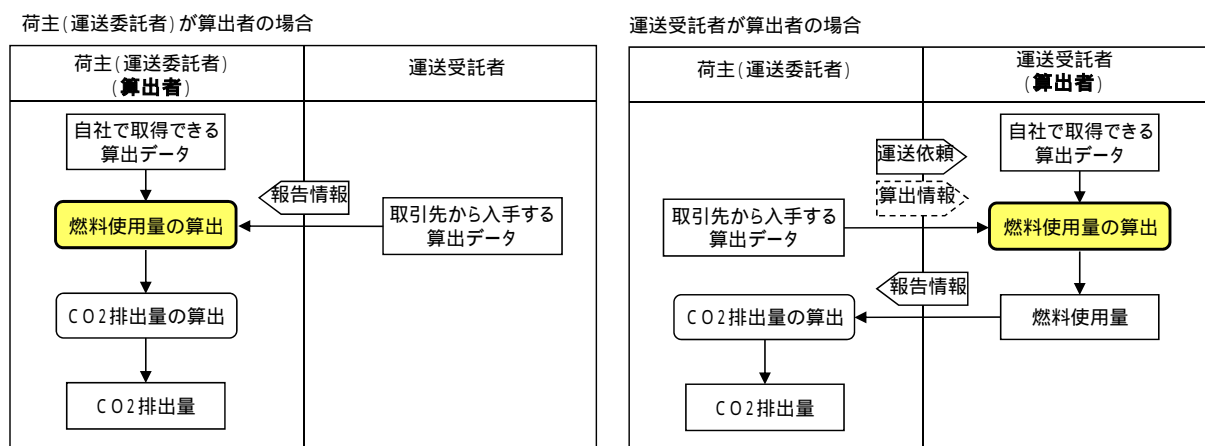 荷主(運送委託者)が算出者の場合
荷主(運送委託者)
(算出者)
運送受託者
自社で取得できる
算出データ
報告情報
取引先から入手する
算出データ
燃料使用量の算出
CO2排出量の算出
CO2排出量
運送受託者が算出者の場合
荷主(運送委託者)
運送受託者
(算出者)
運送依頼
自社で取得できる
算出データ
算出情報
取引先から入手する
算出データ
燃料使用量の算出
報告情報
CO2排出量の算出
燃料使用量
CO2排出量